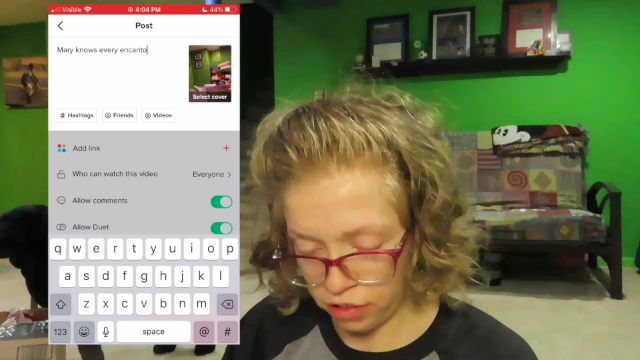 Visible
4:04 PM
44%
Post
Mary knows every encanto
Select cover
# Hashtags
Friends
Videos
Add link
Who can watch this video
Everyone
Allow comments
Allow Duet
q w e r t y u i o p
a s d f g h j k l
z x c v b n m
123
space
@
#